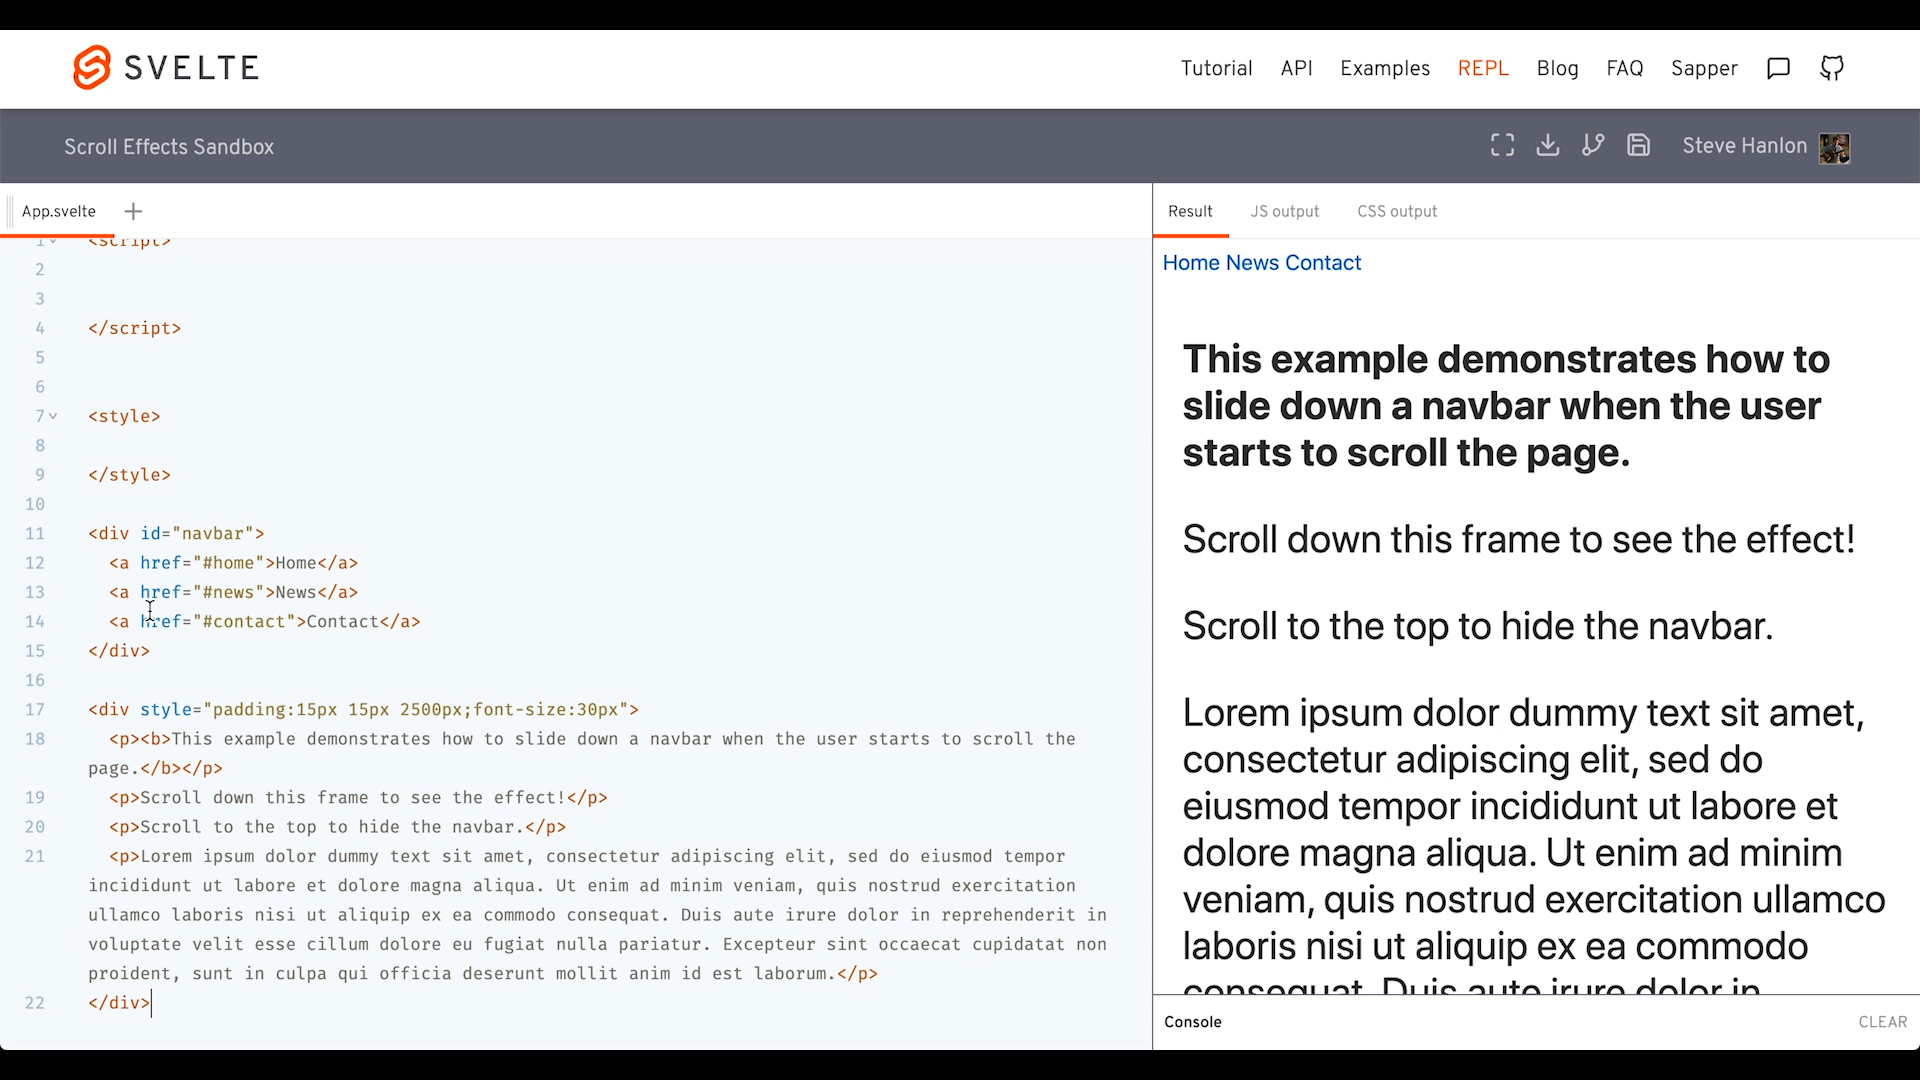 SVELTE
Tutorial API Examples REPL Blog FAQ Sapper
Scroll Effects Sandbox
Steve Hanlon
App.svelte +
Result JS output CSS output
1 <script>
2
3
4 </script>
5
6
7 <style>
8
9 </style>
10
11 <div id="navbar">
12 <a href="#home">Home</a>
13 <a href="#news">News</a>
14 <a href="#contact">Contact</a>
15 </div>
16
17 <div style="padding:15px 15px 2500px;font-size:30px">
18 <p><b>This example demonstrates how to slide down a navbar when the user starts to scroll the
page.</b></p>
19 <p>Scroll down this frame to see the effect!</p>
20 <p>Scroll to the top to hide the navbar.</p>
21 <p>Lorem ipsum dolor dummy text sit amet, consectetur adipiscing elit, sed do eiusmod tempor
incididunt ut labore et dolore magna aliqua. Ut enim ad minim veniam, quis nostrud exercitation
ullamco laboris nisi ut aliquip ex ea commodo consequat. Duis aute irure dolor in reprehenderit in
voluptate velit esse cillum dolore eu fugiat nulla pariatur. Excepteur sint occaecat cupidatat non
proident, sunt in culpa qui officia deserunt mollit anim id est laborum.</p>
22 </div>
Home News Contact
This example demonstrates how to
slide down a navbar when the user
starts to scroll the page.
Scroll down this frame to see the effect!
Scroll to the top to hide the navbar.
Lorem ipsum dolor dummy text sit amet,
consectetur adipiscing elit, sed do
eiusmod tempor incididunt ut labore et
dolore magna aliqua. Ut enim ad minim
veniam, quis nostrud exercitation ullamco
laboris nisi ut aliquip ex ea commodo
consequat. Duis aute irure dolor in
Console
CLEAR